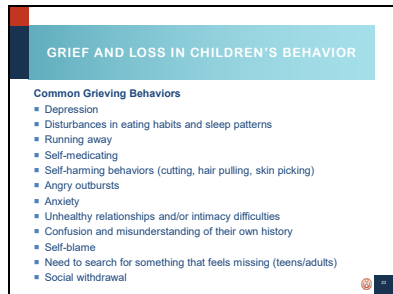 GRIEF AND LOSS IN CHILDREN'S BEHAVIOR
Common Grieving Behaviors
▪ Depression
▪ Disturbances in eating habits and sleep patterns
▪ Running away
▪ Self-medicating
▪ Self-harming behaviors (cutting, hair pulling, skin picking)
▪ Angry outbursts
▪ Anxiety
▪ Unhealthy relationships and/or intimacy difficulties
▪ Confusion and misunderstanding of their own history
▪ Self-blame
▪ Need to search for something that feels missing (teens/adults)
▪ Social withdrawal